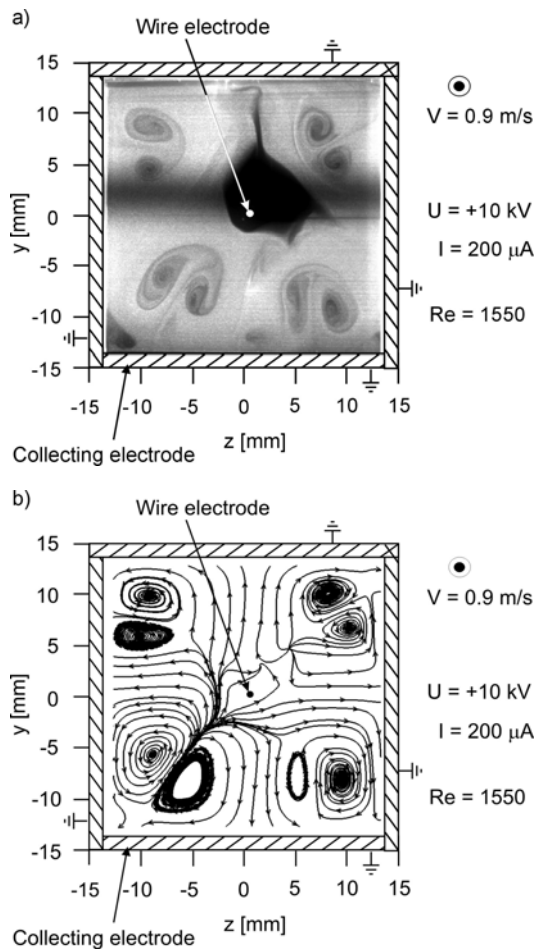 a)
Wire electrode
15
10
5
0
-5
-10
-15
y [mm]
V = 0.9 m/s
U = +10 kV
I = 200 μA
Re = 1550
-15 -10 -5 0 5 10 15
z [mm]
Collecting electrode
b)
Wire electrode
15
10
5
0
-5
-10
-15
y [mm]
V = 0.9 m/s
U = +10 kV
I = 200 μA
Re = 1550
-15 -10 -5 0 5 10 15
z [mm]
Collecting electrode